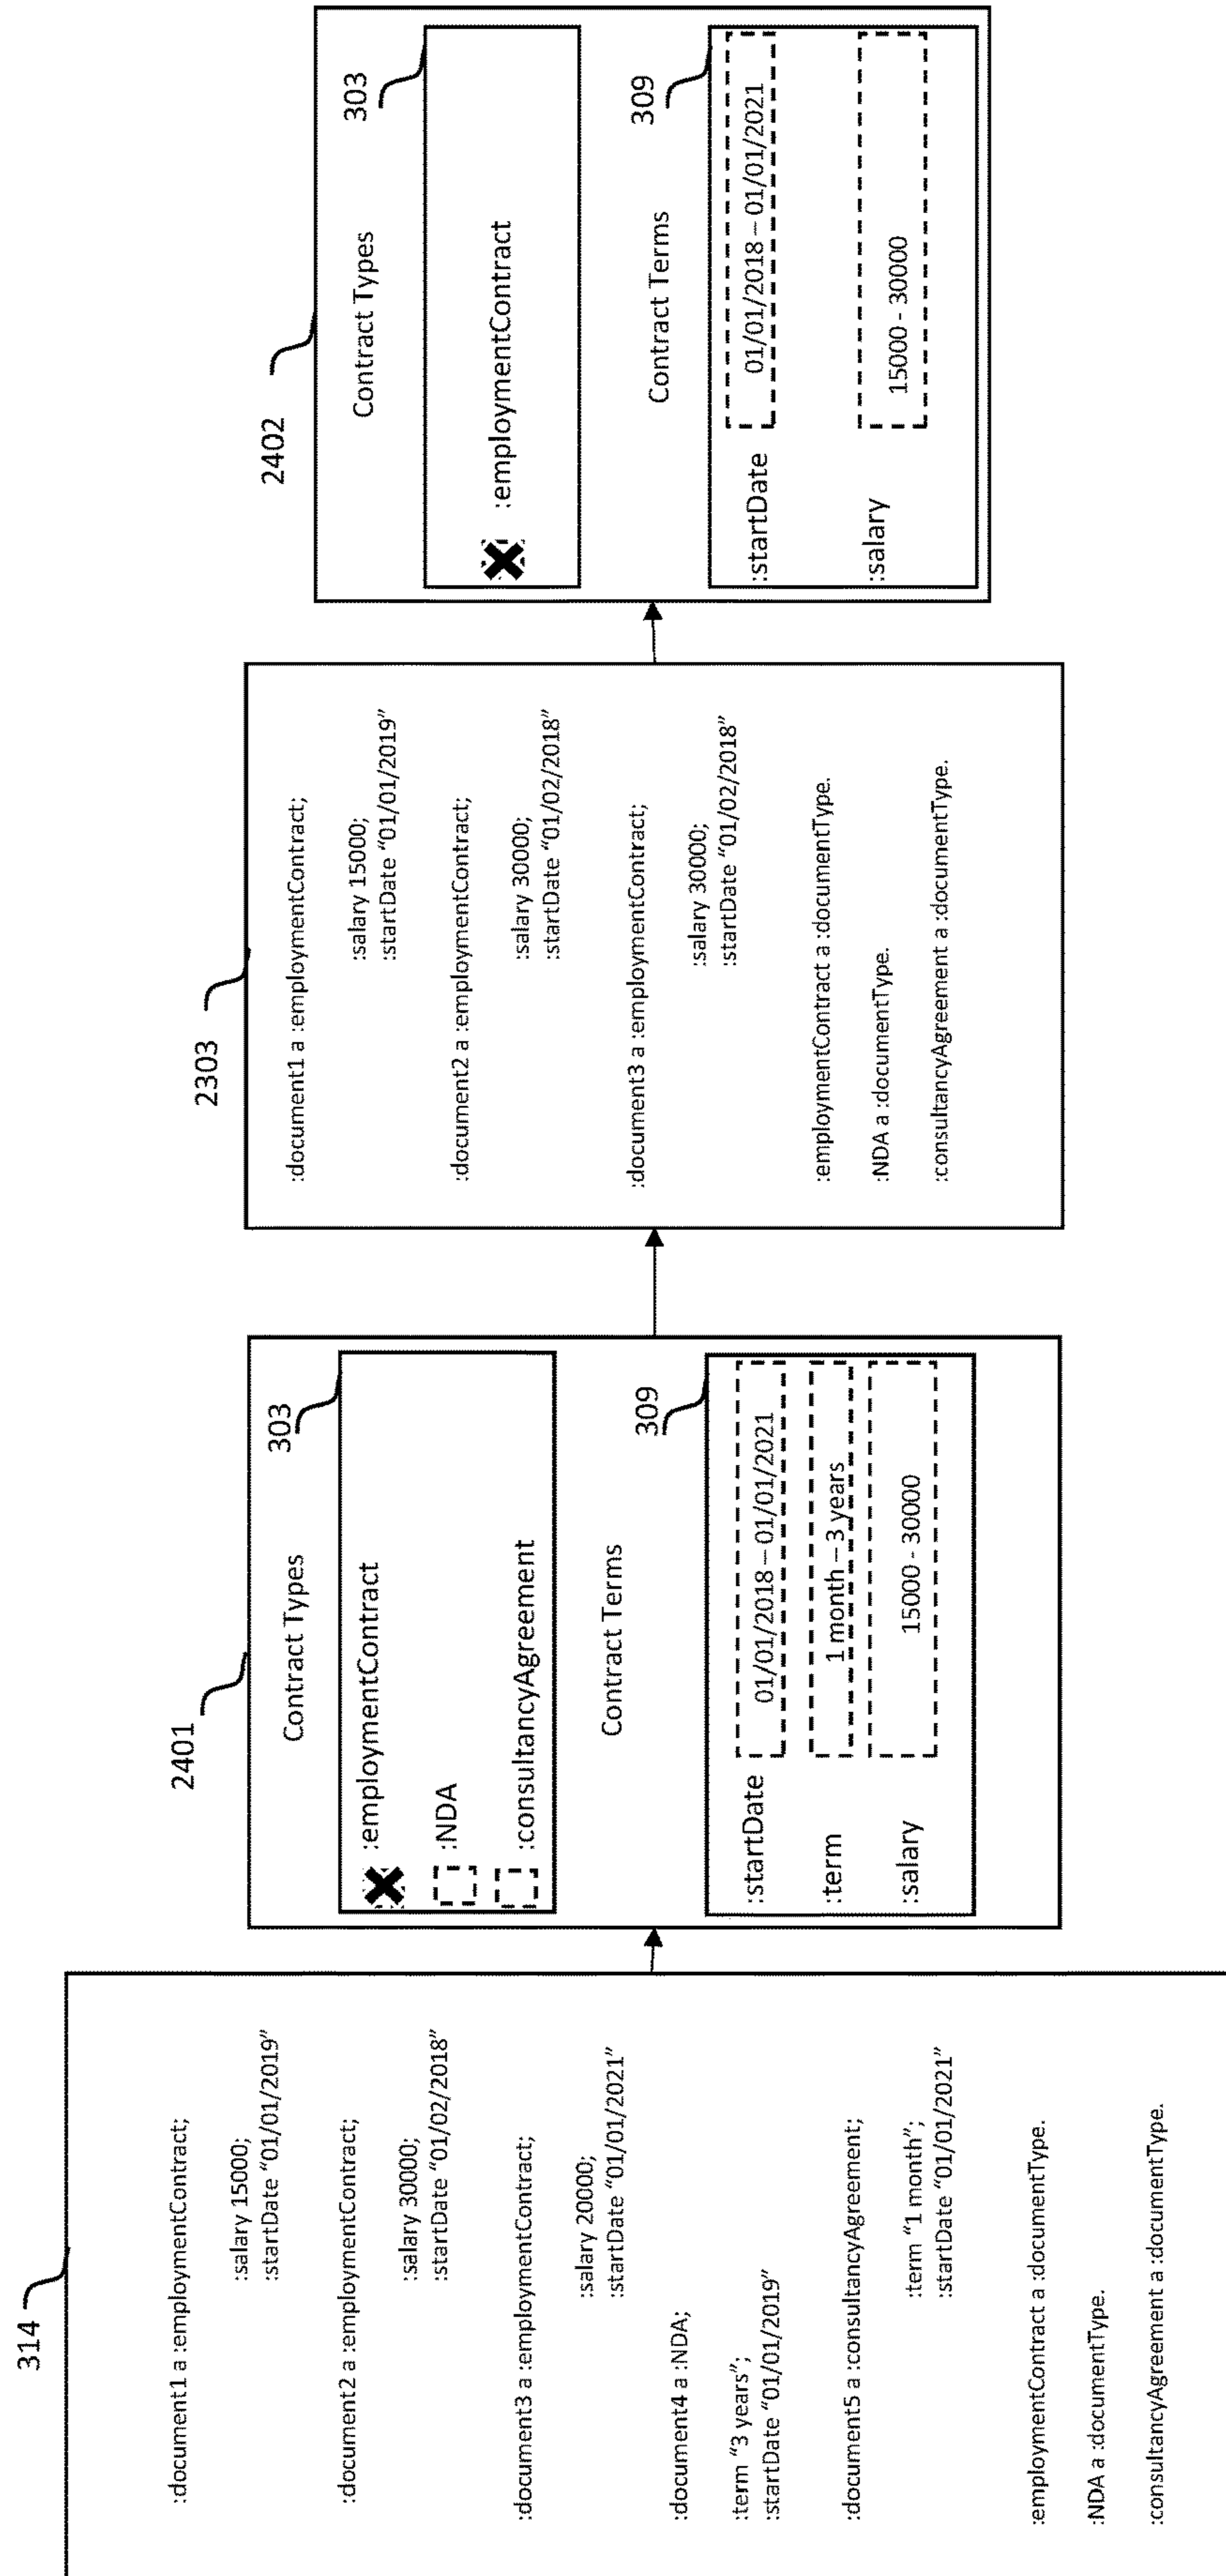 314
:document1 a :employmentContract;
:salary 15000;
:startDate “01/01/2019”
:document2 a :employmentContract;
:salary 30000;
:startDate “01/02/2018”
:document3 a :employmentContract;
:salary 20000;
:startDate “01/01/2021”
:document4 a :NDA;
:term “3 years”;
:startDate “01/01/2019”
:document5 a :consultancyAgreement;
:term “1 month”;
:startDate “01/01/2021”
:employmentContract a :documentType.
:NDA a :documentType.
:consultancyAgreement a :documentType.
2401
Contract Types
303
:employmentContract
:NDA
:consultancyAgreement
Contract Terms
309
:startDate 01/01/2018 – 01/01/2021
:term 1 month – 3 years
:salary 15000 - 30000
2303
:document1 a :employmentContract;
:salary 15000;
:startDate “01/01/2019”
:document2 a :employmentContract;
:salary 30000;
:startDate “01/02/2018”
:document3 a :employmentContract;
:salary 30000;
:startDate “01/02/2018”
:employmentContract a :documentType.
:NDA a :documentType.
:consultancyAgreement a :documentType.
2402
Contract Types
303
:employmentContract
Contract Terms
309
:startDate 01/01/2018 – 01/01/2021
:salary 15000 - 30000